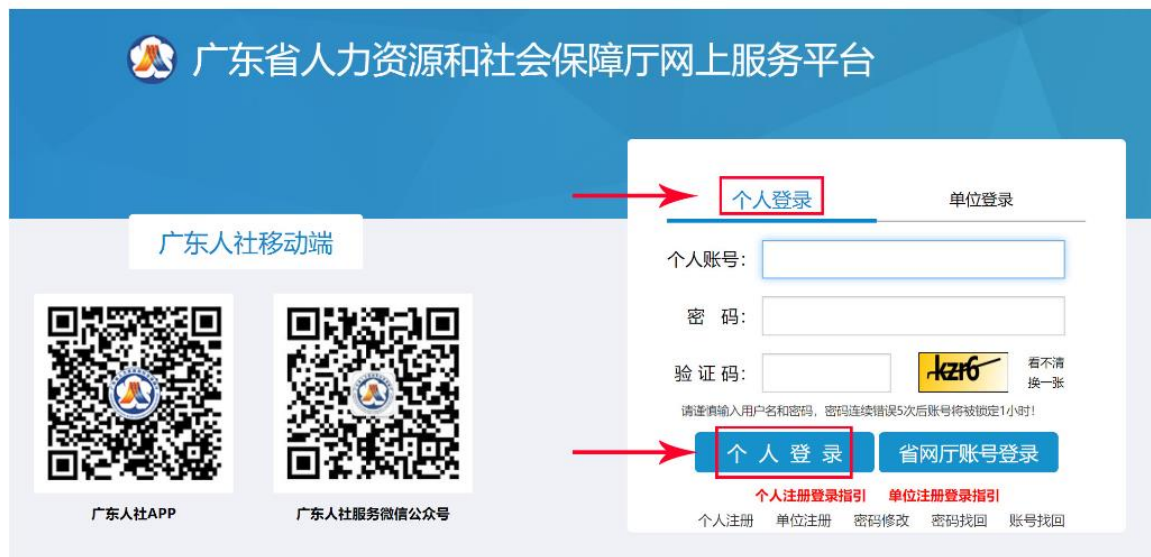 广东省人力资源和社会保障厅网上服务平台
个人登录 单位登录
广东人社移动端
个人账号：
密 码：
验 证 码：
kzr6
看不清
换一张
请谨慎输入用户名和密码，密码连续错误5次后账号将被锁定1小时！
个 人 登 录 省网厅账号登录
个人注册登录指引 单位注册登录指引
个人注册 单位注册 密码修改 密码找回 账号找回
广东人社APP 广东人社服务微信公众号